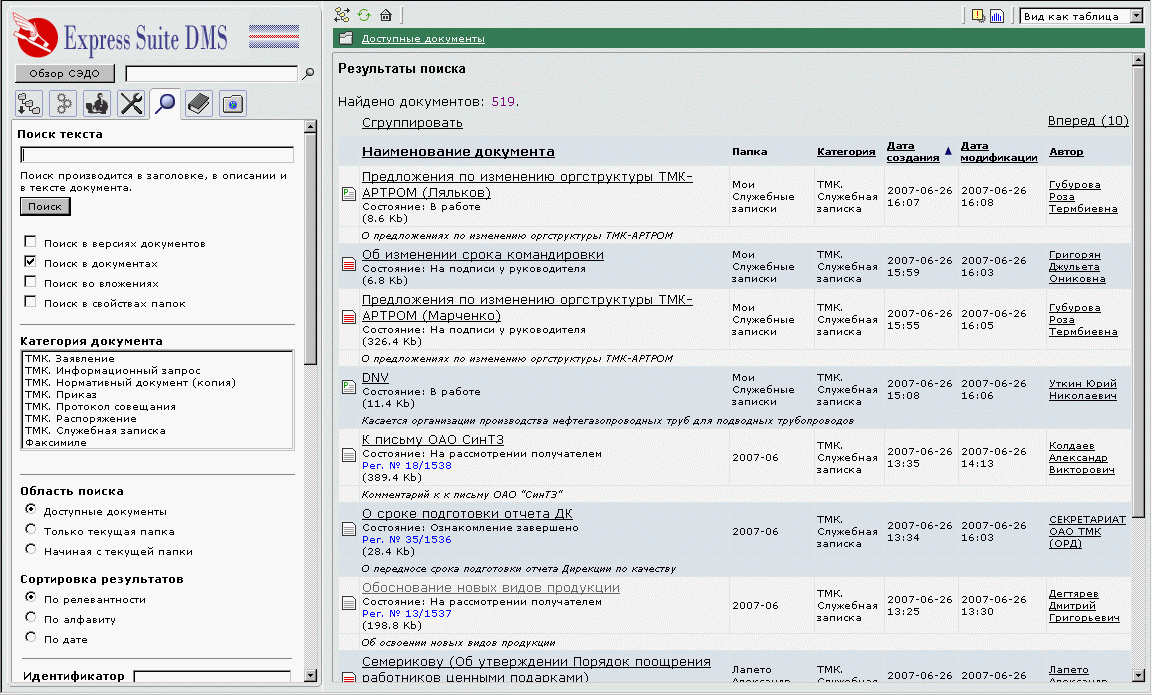 Express Suite DMS
Обзор СЭДО
Поиск текста
Поиск производится в заголовке, в описании и
в тексте документа.
Поиск
Поиск в версиях документов
Поиск в документах
Поиск во вложениях
Поиск в свойствах папок
Категория документа
ТМК. Заявление
ТМК. Информационный запрос
ТМК. Нормативный документ (копия)
ТМК. Приказ
ТМК. Протокол совещания
ТМК. Распоряжение
ТМК. Служебная записка
Факсимиле
Область поиска
Доступные документы
Только текущая папка
Начиная с текущей папки
Сортировка результатов
По релевантности
По алфавиту
По дате
Идентификатор
Вид как таблица
Доступные документы
Результаты поиска
Найдено документов: 519.
Сгруппировать
Вперед (10)
Наименование документа
Папка
Категория
Дата
создания
Дата
модификации
Автор
Предложения по изменению оргструктуры ТМК-
АРТРОМ (Ляльков)
Состояние: В работе
(8.6 Kb)
Мои
Служебные
записки
ТМК.
Служебная
записка
2007-06-26
16:07
2007-06-26
16:08
Губурова
Роза
Термбиевна
О предложениях по изменению оргструктуры ТМК-АРТРОМ
Об изменении срока командировки
Состояние: На подписи у руководителя
(6.8 Kb)
Мои
Служебные
записки
ТМК.
Служебная
записка
2007-06-26
15:59
2007-06-26
16:03
Григорян
Джульета
Ониковна
Предложения по изменению оргструктуры ТМК-
АРТРОМ (Марченко)
Состояние: На подписи у руководителя
(326.4 Kb)
Мои
Служебные
записки
ТМК.
Служебная
записка
2007-06-26
15:55
2007-06-26
16:05
Губурова
Роза
Термбиевна
О предложениях по изменению оргструктуры ТМК-АРТРОМ
DNV
Состояние: В работе
(11.4 Kb)
Мои
Служебные
записки
ТМК.
Служебная
записка
2007-06-26
15:08
2007-06-26
16:06
Уткин Юрий
Николаевич
Касается организации производства нефтегазопроводных труб для подводных трубопроводов
К письму ОАО СинТЗ
Состояние: На рассмотрении получателем
Рег. № 18/1538
(389.4 Kb)
2007-06
ТМК.
Служебная
записка
2007-06-26
13:35
2007-06-26
14:13
Колдаев
Александр
Викторович
Комментарий к к письму ОАО "СинТЗ"
О сроке подготовки отчета ДК
Состояние: Ознакомление завершено
Рег. № 35/1536
(28.4 Kb)
2007-06
ТМК.
Служебная
записка
2007-06-26
13:34
2007-06-26
16:03
СЕКРЕТАРИАТ
ОАО ТМК
(ОРД)
О переносе срока подготовки отчета Дирекции по качеству
Обоснование новых видов продукции
Состояние: На рассмотрении получателем
Рег. № 13/1537
(198.8 Kb)
2007-06
ТМК.
Служебная
записка
2007-06-26
13:25
2007-06-26
13:30
Дегтярев
Дмитрий
Григорьевич
Об освоении новых видов продукции
Семерикову (Об утверждении Порядок поощрения
работников ценными подарками)
Лапето
Александр
ТМК.
Служебная
2007-06-26
2007-06-26
Лапето
Александр